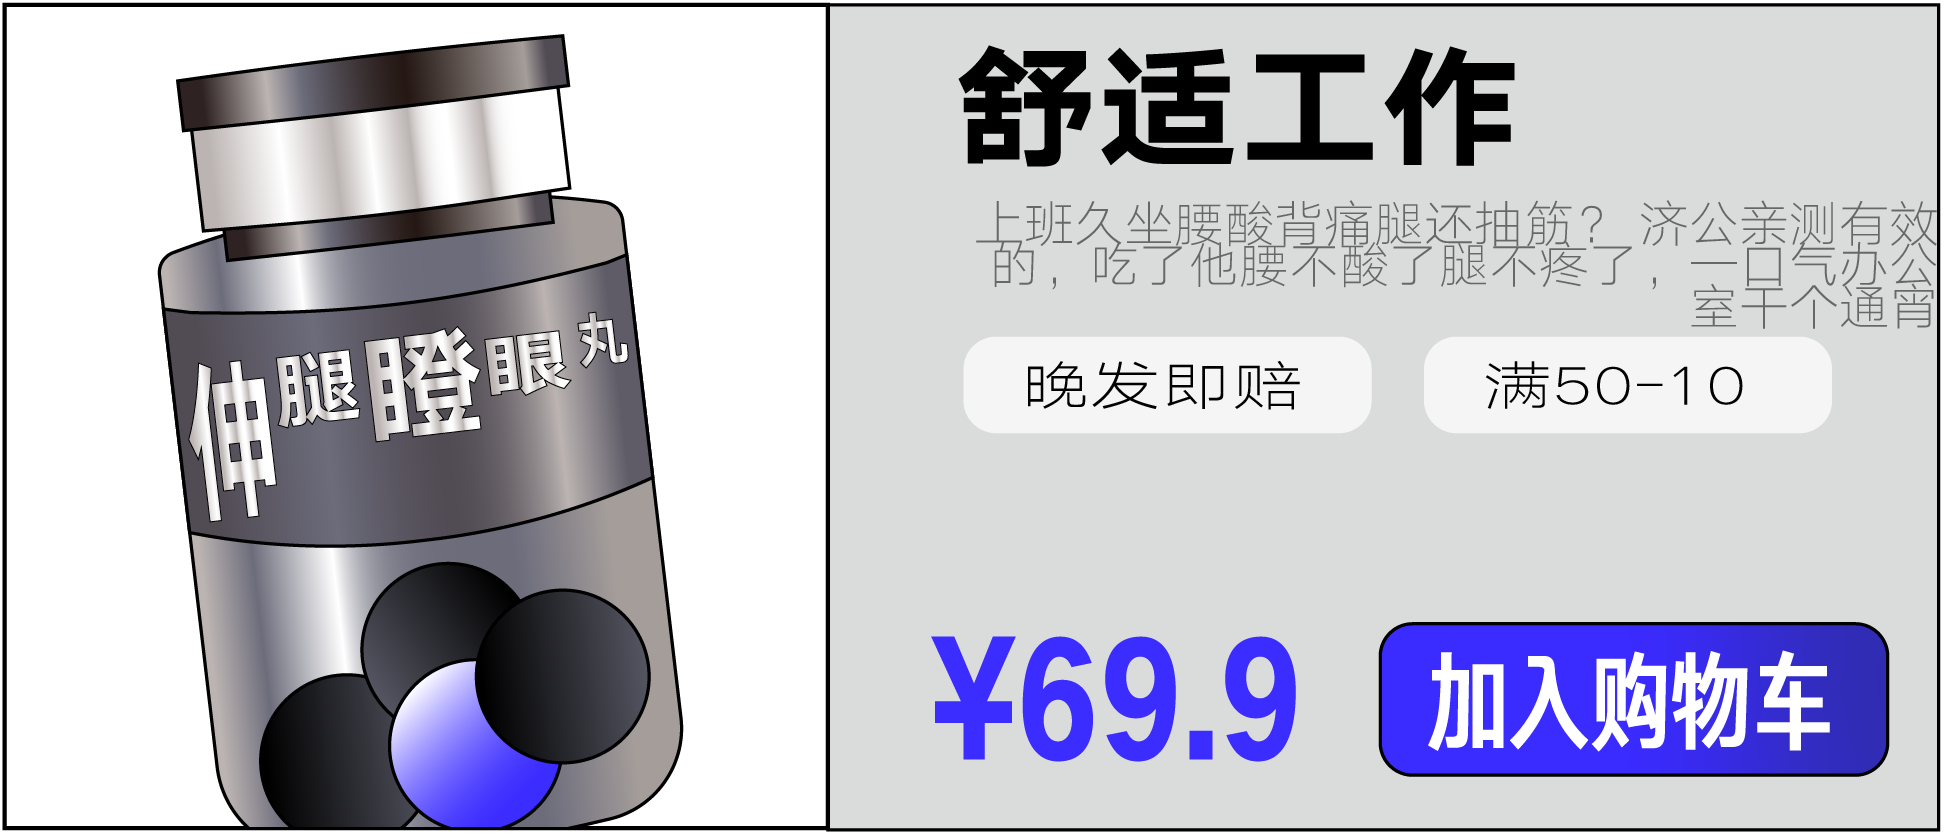 伸腿瞪眼丸
舒适工作
上班久坐腰酸背痛腿还抽筋？济公亲测有效
的，吃了他腰不酸了腿不疼了，一口气办公
室干个通宵
晚发即赔
满50-10
¥69.9
加入购物车